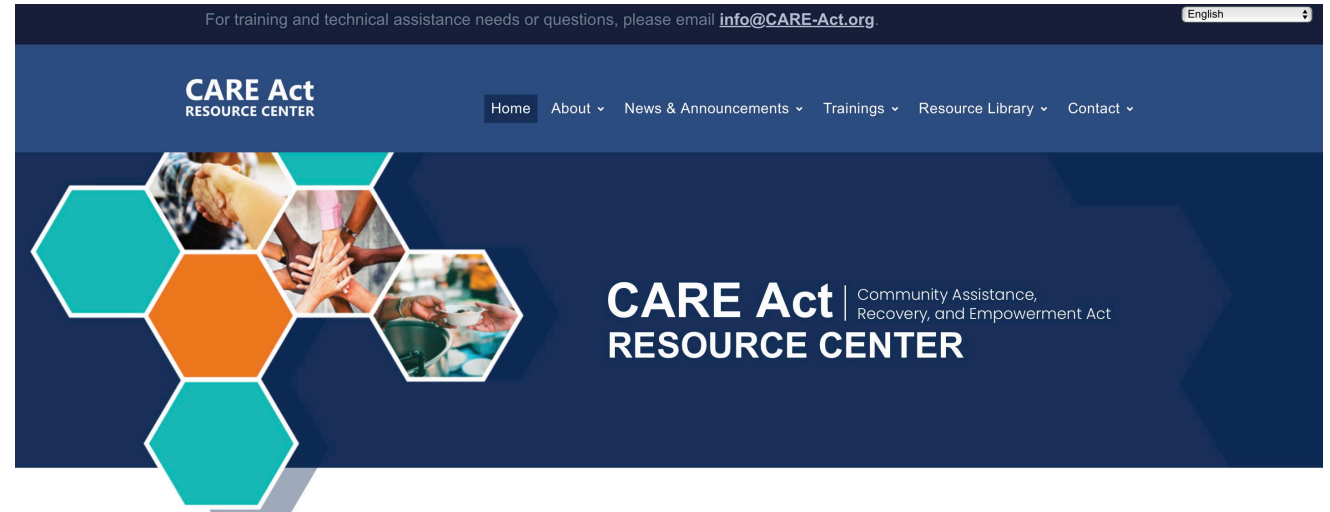 For training and technical assistance needs or questions, please email info@CARE-Act.org.
English
CARE Act
RESOURCE CENTER
Home About News & Announcements Trainings Resource Library Contact
CARE Act
Community Assistance,
Recovery, and Empowerment Act
RESOURCE CENTER